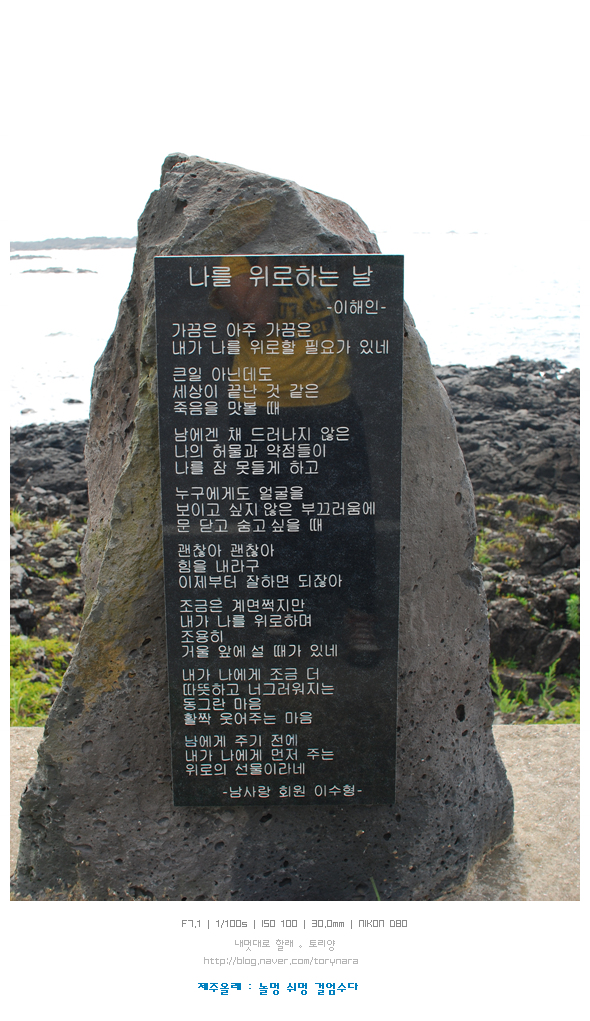 나를 위로하는 날
-이해인-
가끔은 아주 가끔은
내가 나를 위로할 필요가 있네
큰일 아닌데도
세상이 끝난 것 같은
죽음을 맛볼 때
남에겐 채 드러나지 않은
나의 허물과 약점들이
나를 잠 못들게 하고
누구에게도 얼굴을
보이고 싶지않은 부끄러움에
문 닫고 숨고싶을 때
괜찮아 괜찮아
힘을 내라구
이제부터 잘하면 되잖아
조금은 계면쩍지만
내가 나를 위로하며
조용히
거울 앞에 설 때가 있네
내가 나에게 조금 더
따뜻하고 너그러워지는
동그란 마음
활짝 웃어주는 마음
남에게 주기 전에
내가 나에게 먼저 주는
위로의 선물이라네
-남사랑 회원 이수형-
F7.1 | 1/100s | ISO 100 | 30.0mm | NIKON D80
내멋대로 할래 。 토리양
http://blog.naver.com/torynara
제주올레 : 놀멍 쉬멍 걸엄수다